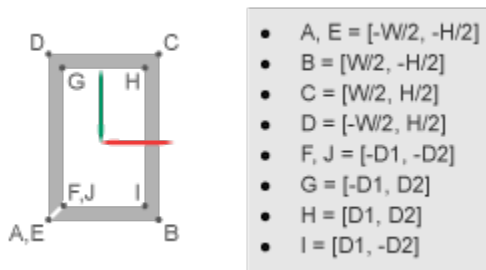 D
C
G
H
F,J
I
A,E
B
• A, E = [-W/2, -H/2]
• B = [W/2, -H/2]
• C = [W/2, H/2]
• D = [-W/2, H/2]
• F, J = [-D1, -D2]
• G = [-D1, D2]
• H = [D1, D2]
• I = [D1, -D2]